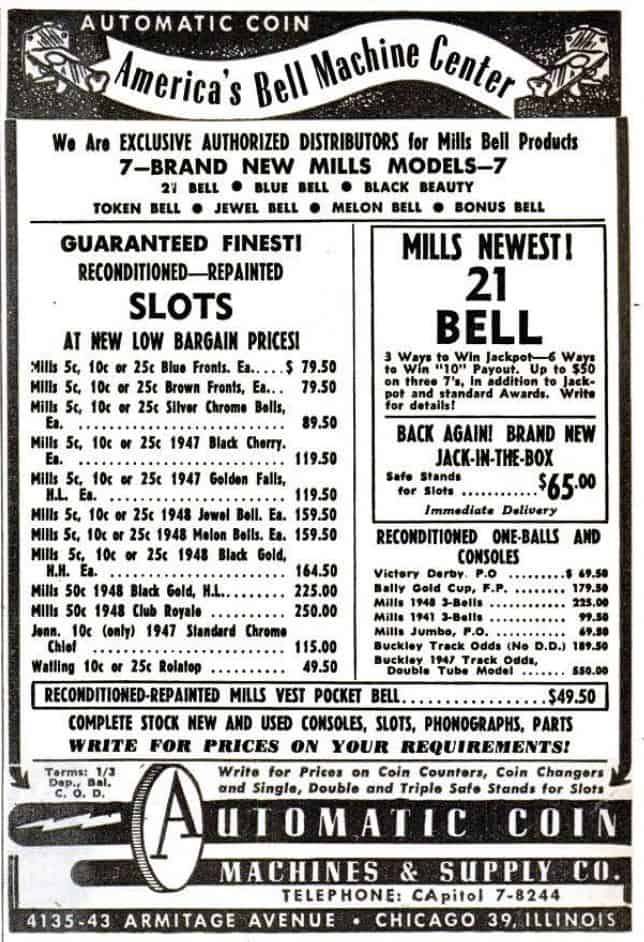 AUTOMATIC COIN
America's Bell Machine Center
We Are EXCLUSIVE AUTHORIZED DISTRIBUTORS for Mills Bell Products
7—BRAND NEW MILLS MODELS—7
21 BELL ● BLUE BELL ● BLACK BEAUTY
TOKEN BELL ● JEWEL BELL ● MELON BELL ● BONUS BELL
GUARANTEED FINEST!
RECONDITIONED—REPAINTED
SLOTS
AT NEW LOW BARGAIN PRICES!
Mills 5c, 10c or 25c Blue Fronts. Ea.....$ 79.50
Mills 5c, 10c or 25c Brown Fronts, Ea... 79.50
Mills 5c, 10c or 25c Silver Chrome Bells,
Ea. .............................. 89.50
Mills 5c, 10c or 25c 1947 Black Cherry.
Ea. .............................. 119.50
Mills 5c, 10c or 25c 1947 Golden Falls,
H.L. Ea. ......................... 119.50
Mills 5c, 10c or 25c 1948 Jewel Bell. Ea. 159.50
Mills 5c, 10c or 25c 1948 Melon Bells. Ea. 159.50
Mills 5c, 10c or 25c 1948 Black Gold,
H.H. Ea. ......................... 164.50
Mills 50c 1948 Black Gold, H.L........ 225.00
Mills 50c 1948 Club Royale ........... 250.00
Jenn. 10c (only) 1947 Standard Chrome
Chief ............................ 115.00
Watling 10c or 25c Rolatop ........... 49.50
MILLS NEWEST!
21
BELL
3 Ways to Win Jackpot—6 Ways
to Win "10" Payout. Up to $50
on three 7's, in addition to Jack-
pot and standard Awards. Write
for details!
BACK AGAIN! BRAND NEW
JACK-IN-THE-BOX
Safe Stands
for Slots ............$65.00
Immediate Delivery
RECONDITIONED ONE-BALLS AND
CONSOLES
Victory Derby. P.O .........$ 69.50
Bally Gold Cup, F.P. ........ 179.50
Mills 1948 3-Bells .......... 225.00
Mills 1941 3-Bells .......... 99.50
Mills Jumbo, P.O. ........... 69.50
Buckley Track Odds (No D.D.) 189.50
Buckley 1947 Track Odds,
Double Tube Model ....... 550.00
RECONDITIONED-REPAINTED MILLS VEST POCKET BELL.................$49.50
COMPLETE STOCK NEW AND USED CONSOLES, SLOTS, PHONOGRAPHS, PARTS
WRITE FOR PRICES ON YOUR REQUIREMENTS!
Terms: 1/3
Dep., Bal.
C. O. D.
Write for Prices on Coin Counters, Coin Changers
and Single, Double and Triple Safe Stands for Slots
AUTOMATIC COIN
MACHINES & SUPPLY CO.
TELEPHONE: CApitol 7-8244
4135-43 ARMITAGE AVENUE • CHICAGO 39, ILLINOIS